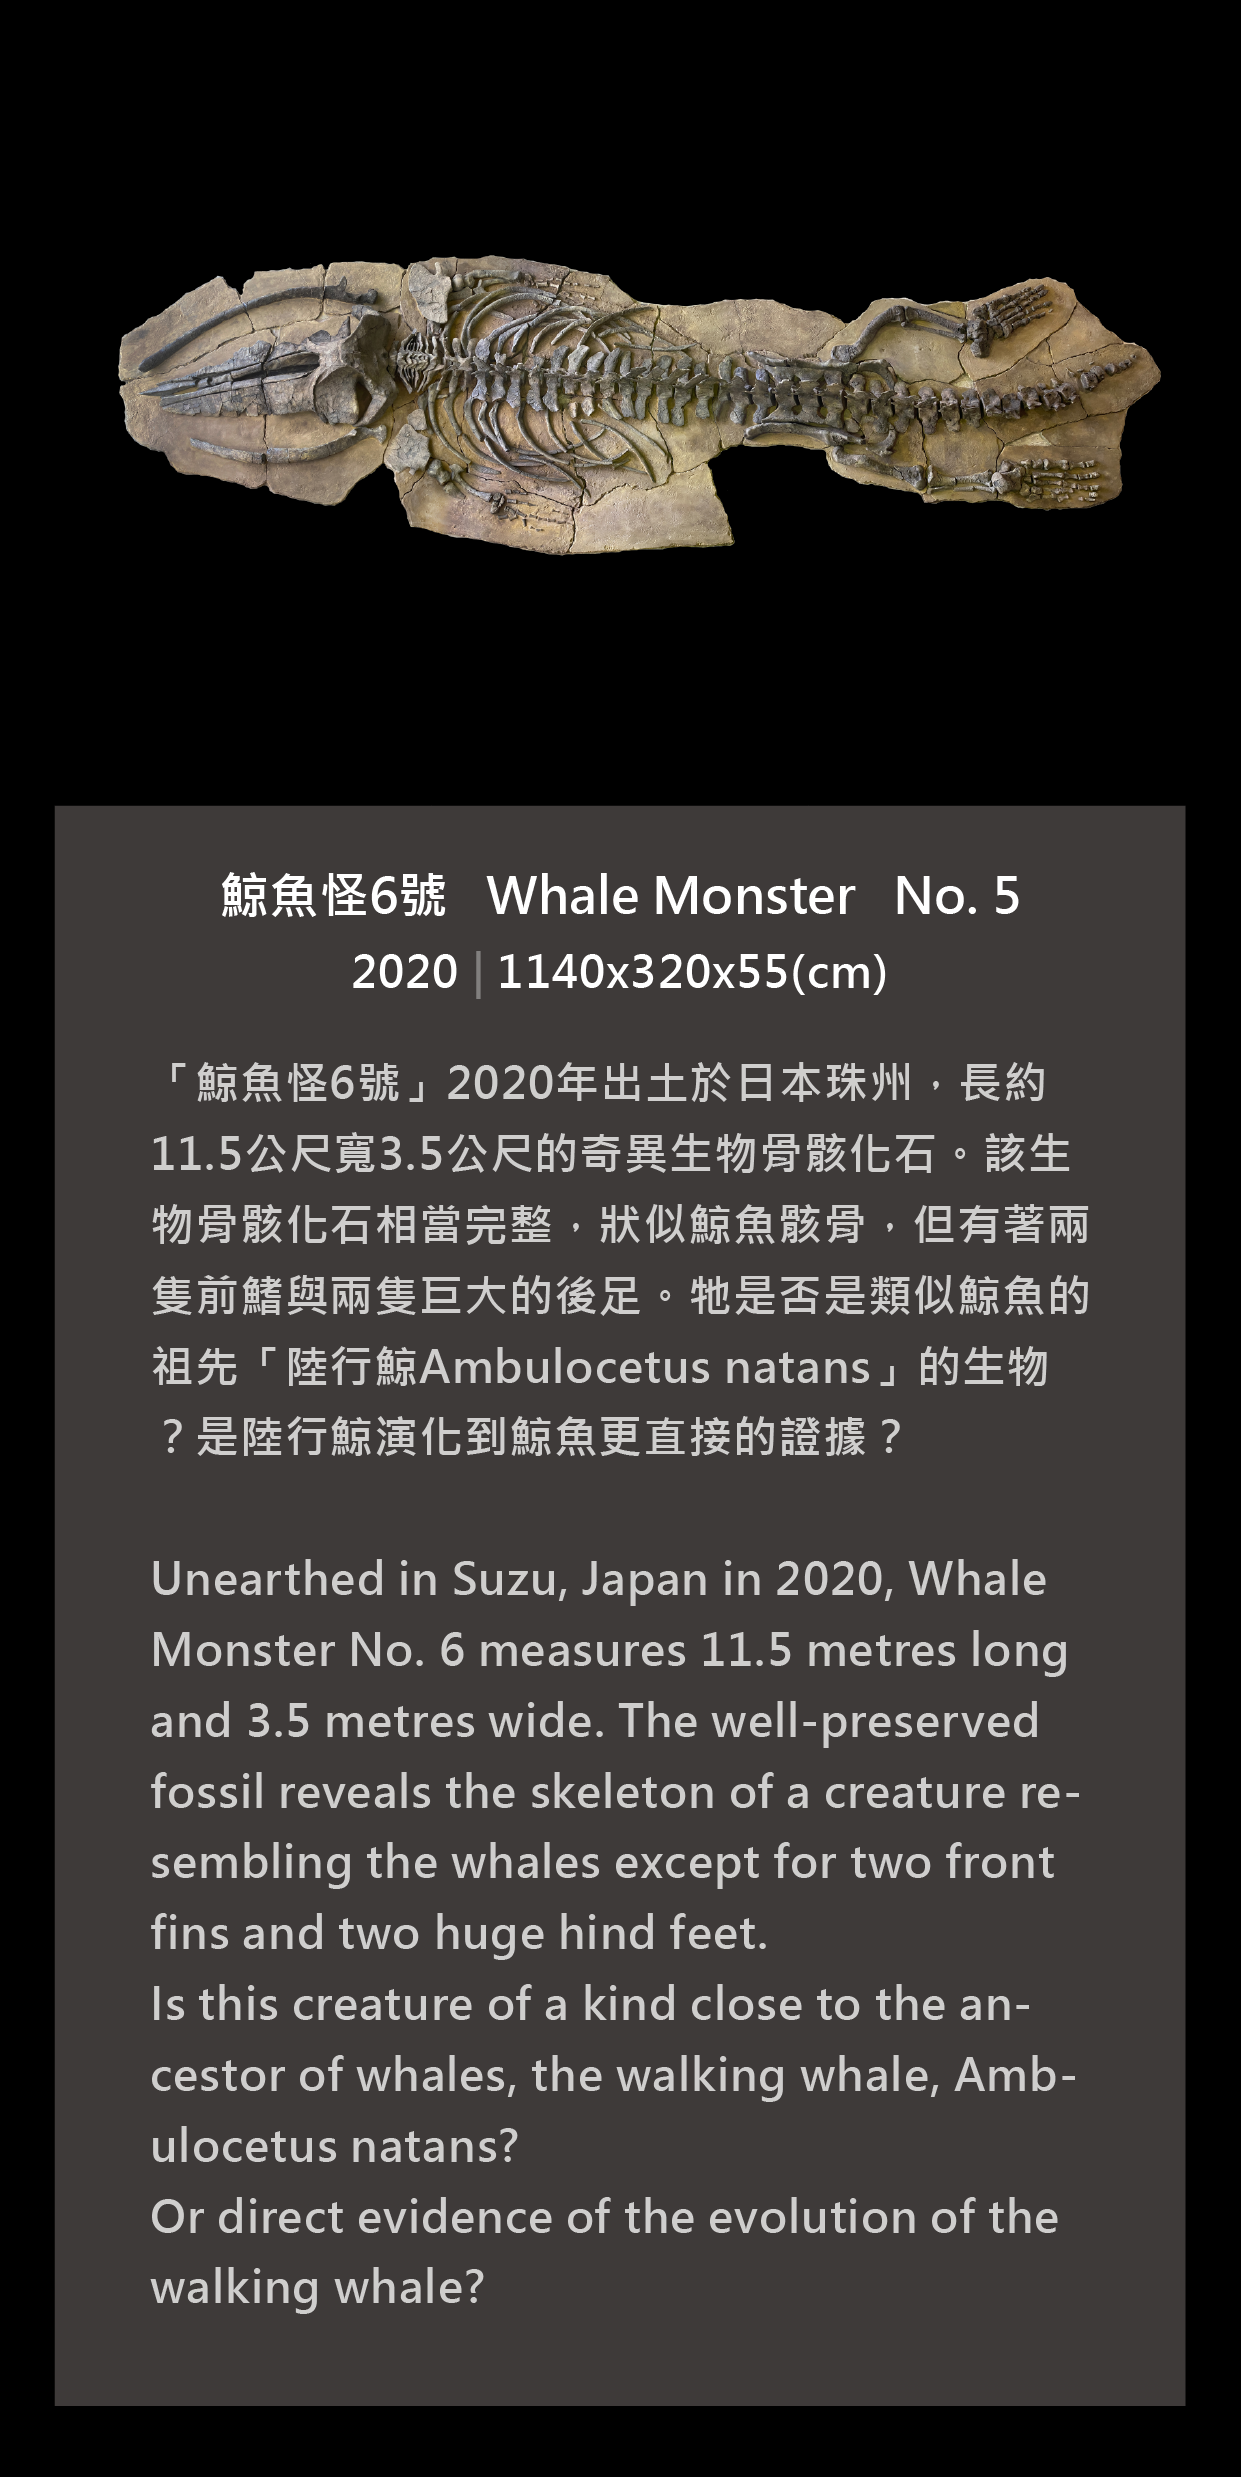 鯨魚怪6號 Whale Monster No. 5
2020 | 1140x320x55(cm)
「鯨魚怪6號」2020年出土於日本珠州，長約
11.5公尺寬3.5公尺的奇異生物骨骸化石。該生
物骨骸化石相當完整，狀似鯨魚骸骨，但有著兩
隻前鰭與兩隻巨大的後足。牠是否是類似鯨魚的
祖先「陸行鯨Ambulocetus natans」的生物
？是陸行鯨演化到鯨魚更直接的證據？
Unearthed in Suzu, Japan in 2020, Whale
Monster No. 6 measures 11.5 metres long
and 3.5 metres wide. The well-preserved
fossil reveals the skeleton of a creature re-
sembling the whales except for two front
fins and two huge hind feet.
Is this creature of a kind close to the an-
cestor of whales, the walking whale, Amb-
ulocetus natans?
Or direct evidence of the evolution of the
walking whale?